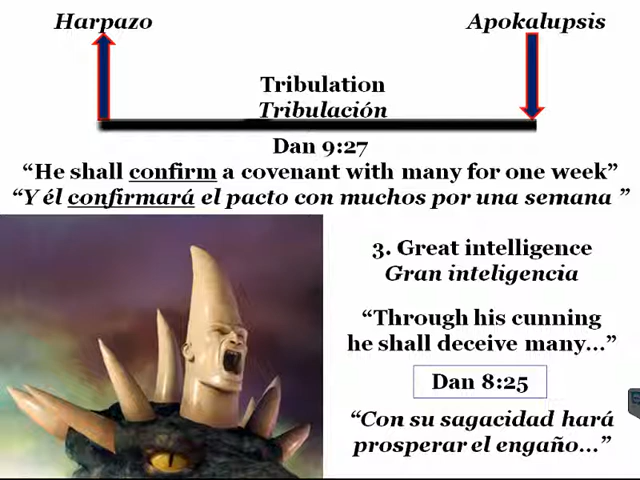 Harpazo
Apokalupsis
Tribulation
Tribulación
Dan 9:27
“He shall confirm a covenant with many for one week”
“Y él confirmará el pacto con muchos por una semana ”
3. Great intelligence
Gran inteligencia
“Through his cunning
he shall deceive many...”
Dan 8:25
“Con su sagacidad hará
prosperar el engaño...”